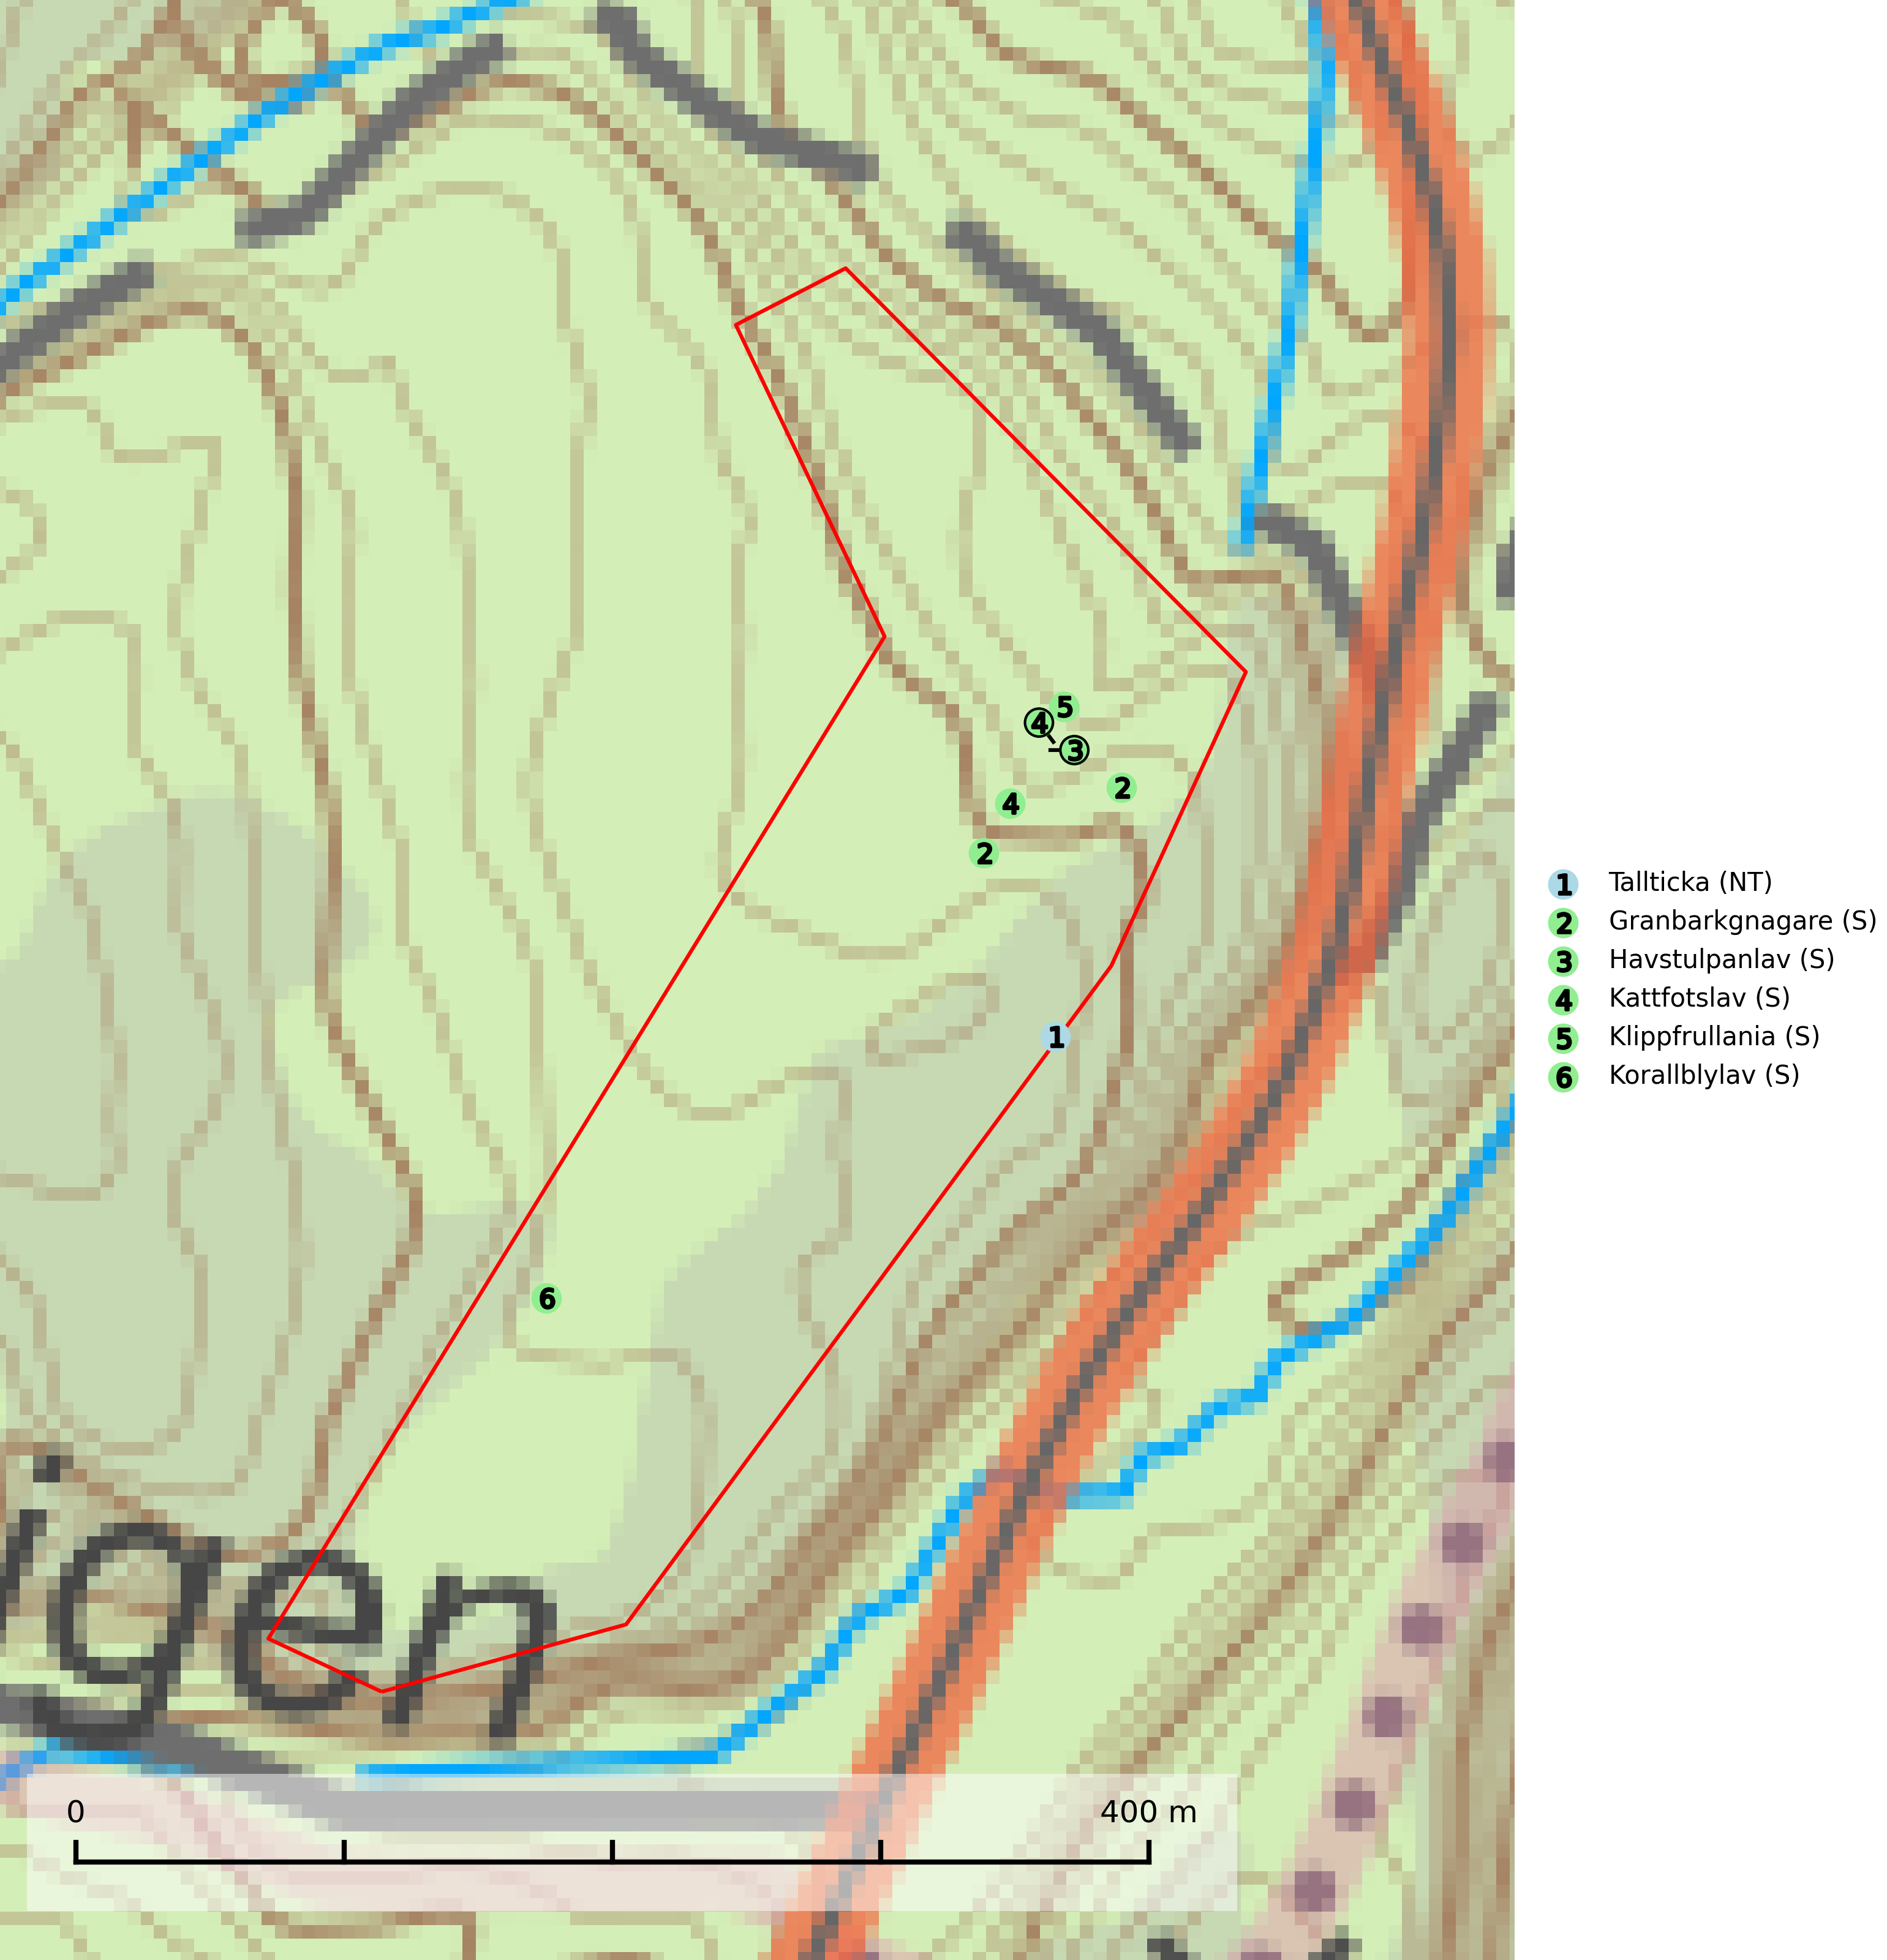 5
4
3
2
4
2
1
6
igen
0 400 m
1 Tallticka (NT)
2 Granbarkgnagare (S)
3 Havstulpanlav (S)
4 Kattfotslav (S)
5 Klippfrullania (S)
6 Korallblylav (S)